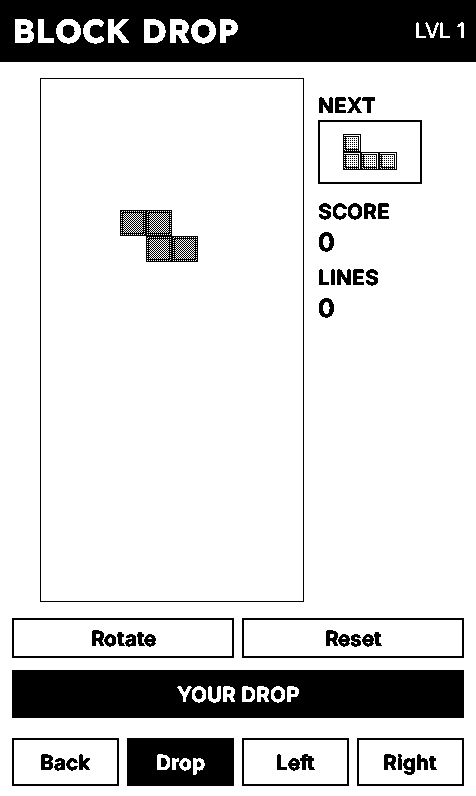 BLOCK DROP
LVL 1
NEXT
SCORE
0
LINES
0
Rotate
Reset
YOUR DROP
Back
Drop
Left
Right